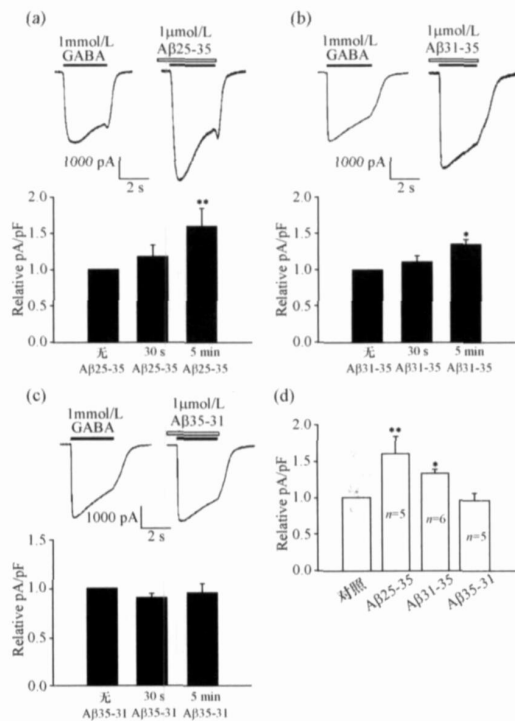 (a)
1mmol/L
GABA
1μmol/L
Aβ25-35
1000 pA
2 s
Relative pA/pF
2.0
1.5
1.0
0.5
0.0
**
无
Aβ25-35
30 s
Aβ25-35
5 min
Aβ25-35
(b)
1mmol/L
GABA
1μmol/L
Aβ31-35
1000 pA
2 s
Relative pA/pF
2.0
1.5
1.0
0.5
0.0
*
无
Aβ31-35
30 s
Aβ31-35
5 min
Aβ31-35
(c)
1mmol/L
GABA
1μmol/L
Aβ35-31
1000 pA
2 s
Relative pA/pF
1.5
1.0
0.5
0.0
无
Aβ35-31
30 s
Aβ35-31
5 min
Aβ35-31
(d)
Relative pA/pF
2.0
1.5
1.0
0.5
0.0
**
*
n=5
n=6
n=5
对照
Aβ25-35
Aβ31-35
Aβ35-31